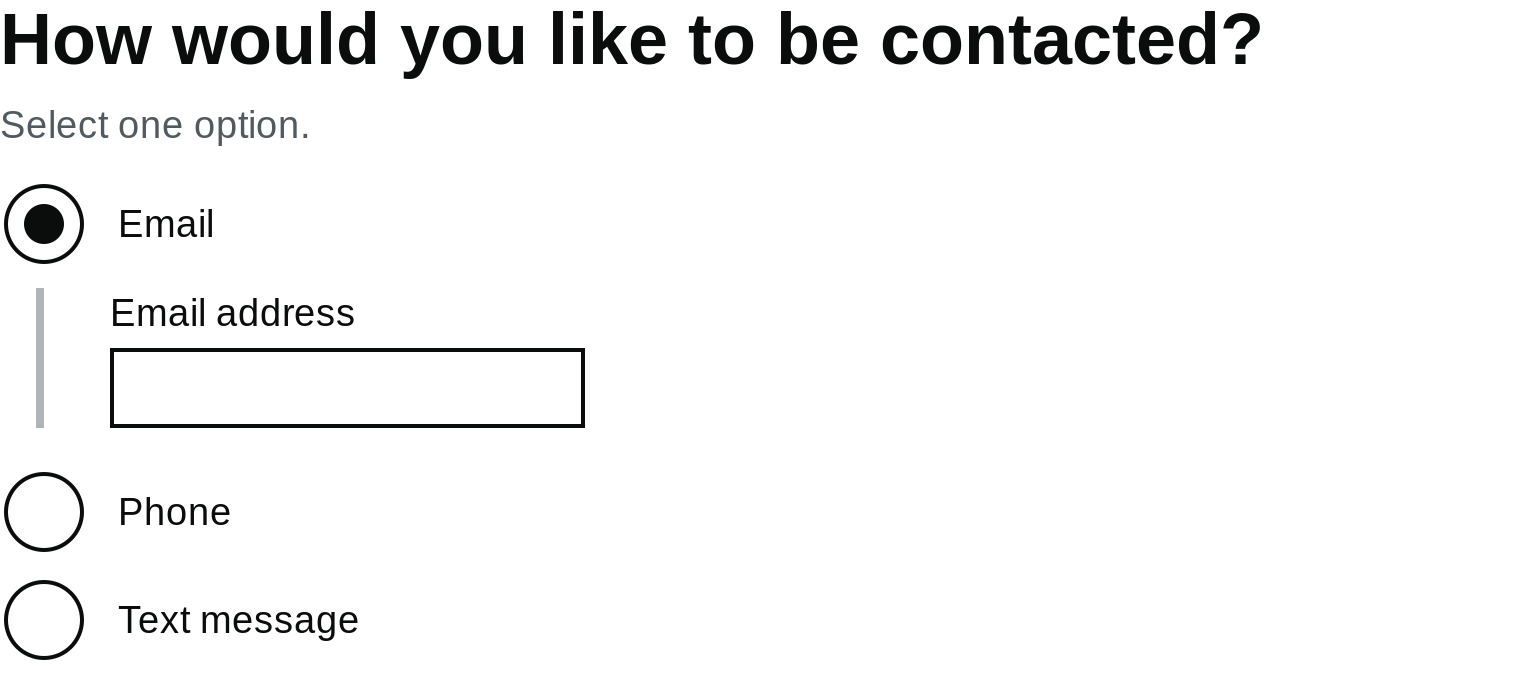 How would you like to be contacted?
Select one option.
Email
Email address
Phone
Text message